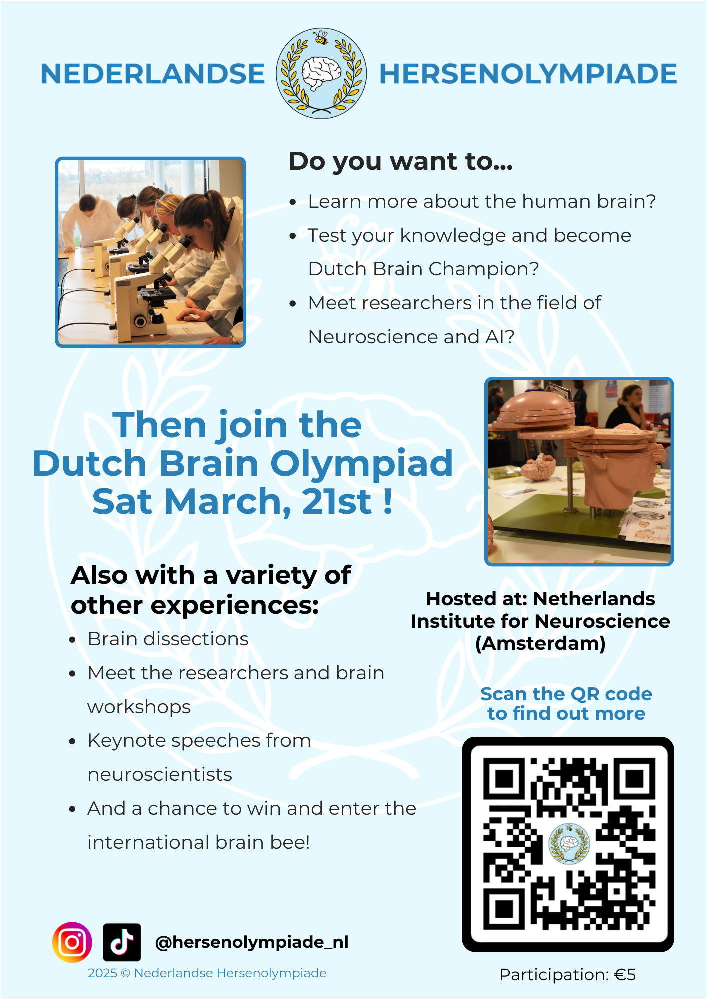 NEDERLANDSE HERSENOLYMPIADE
Do you want to...
• Learn more about the human brain?
• Test your knowledge and become
Dutch Brain Champion?
• Meet researchers in the field of
Neuroscience and AI?
Then join the
Dutch Brain Olympiad
Sat March, 21st !
Also with a variety of
other experiences:
• Brain dissections
• Meet the researchers and brain
workshops
• Keynote speeches from
neuroscientists
• And a chance to win and enter the
international brain bee!
Hosted at: Netherlands
Institute for Neuroscience
(Amsterdam)
Scan the QR code
to find out more
@hersenolympiade_nl
2025 © Nederlandse Hersenolympiade
Participation: €5